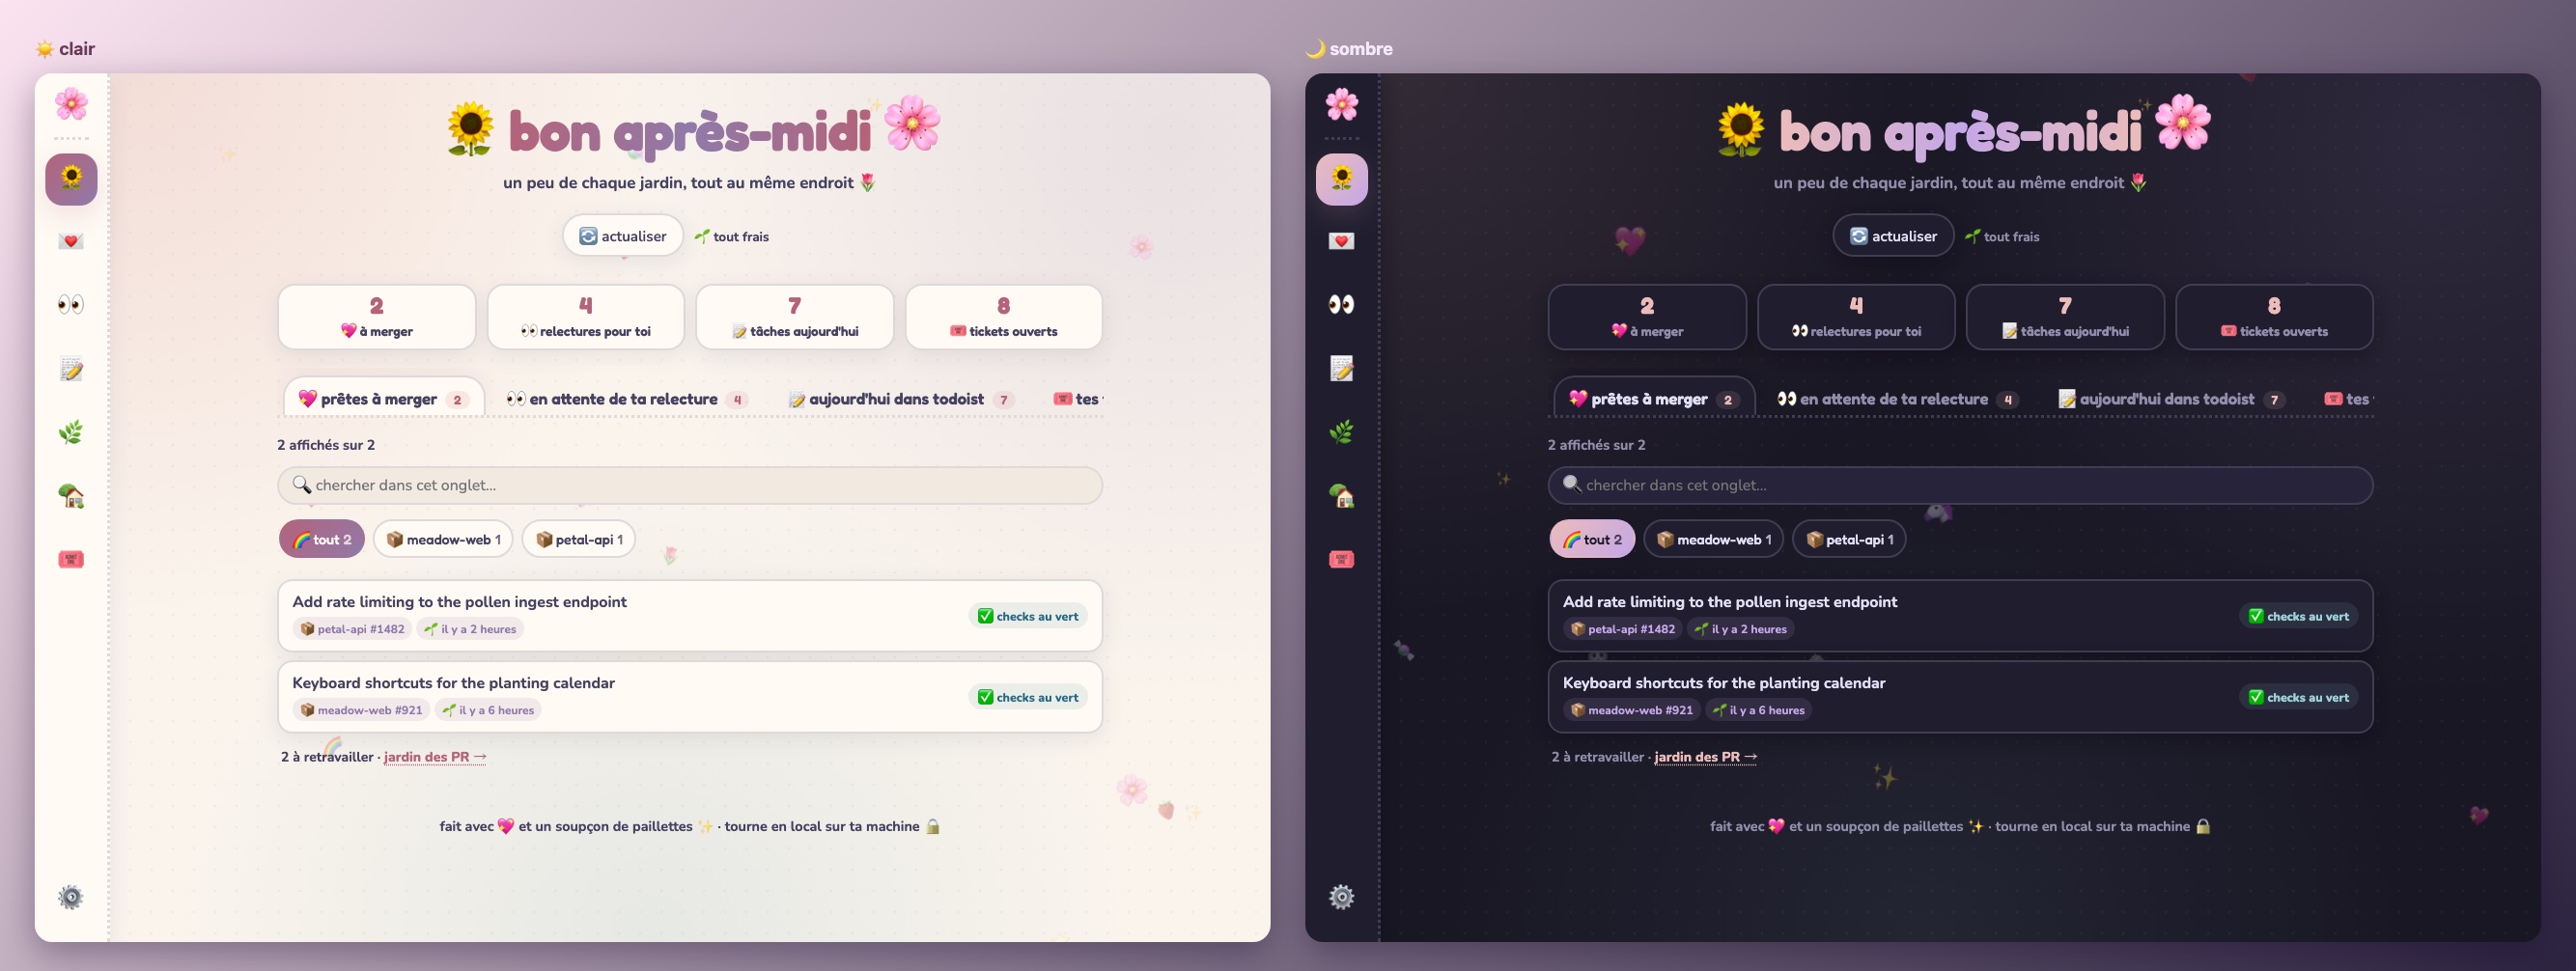 ☀️ clair
bon après-midi
un peu de chaque jardin, tout au même endroit 🌷
🔄 actualiser 🌱 tout frais
2
💖 à merger
4
👀 relectures pour toi
7
📝 tâches aujourd'hui
8
🎟️ tickets ouverts
💖 prêtes à merger 2 👀 en attente de ta relecture 4 📝 aujourd'hui dans todoist 7 🎟️ tes
2 affichés sur 2
🔍 chercher dans cet onglet...
🌈 tout 2 📦 meadow-web 1 📦 petal-api 1
Add rate limiting to the pollen ingest endpoint
📦 petal-api #1482 🌱 il y a 2 heures
✅ checks au vert
Keyboard shortcuts for the planting calendar
📦 meadow-web #921 🌱 il y a 6 heures
✅ checks au vert
2 à retravailler · jardin des PR →
fait avec 💖 et un soupçon de paillettes ✨ · tourne en local sur ta machine 🔒
🌙 sombre
bon après-midi
un peu de chaque jardin, tout au même endroit 🌷
🔄 actualiser 🌱 tout frais
2
💖 à merger
4
👀 relectures pour toi
7
📝 tâches aujourd'hui
8
🎟️ tickets ouverts
💖 prêtes à merger 2 👀 en attente de ta relecture 4 📝 aujourd'hui dans todoist 7 🎟️ tes
2 affichés sur 2
🔍 chercher dans cet onglet...
🌈 tout 2 📦 meadow-web 1 📦 petal-api 1
Add rate limiting to the pollen ingest endpoint
📦 petal-api #1482 🌱 il y a 2 heures
✅ checks au vert
Keyboard shortcuts for the planting calendar
📦 meadow-web #921 🌱 il y a 6 heures
✅ checks au vert
2 à retravailler · jardin des PR →
fait avec 💖 et un soupçon de paillettes ✨ · tourne en local sur ta machine 🔒